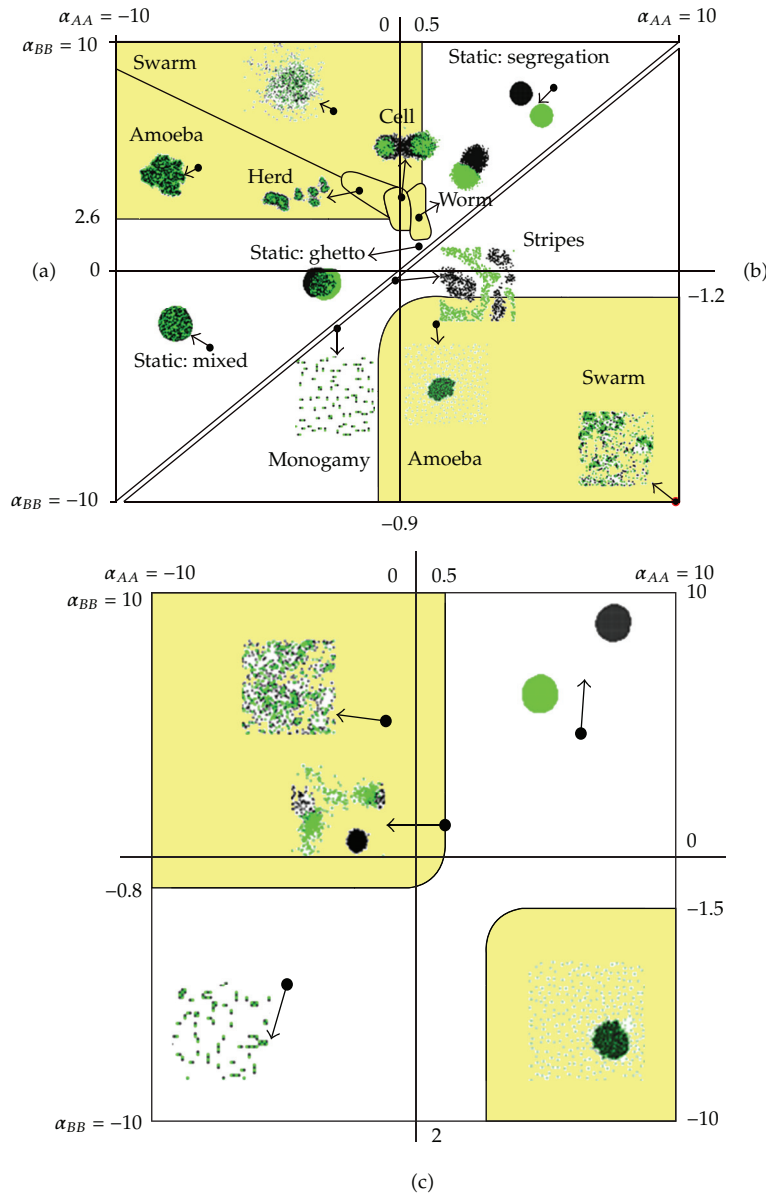 α_AA = −10
0
0.5
α_AA = 10
α_BB = 10
Swarm
Static: segregation
Cell
Amoeba
Herd
Worm
2.6
Static: ghetto
Stripes
(a)
0
(b)
−1.2
Static: mixed
Swarm
Monogamy
Amoeba
α_BB = −10
−0.9
α_AA = −10
0
0.5
α_AA = 10
α_BB = 10
10
0
−0.8
−1.5
α_BB = −10
−10
2
(c)